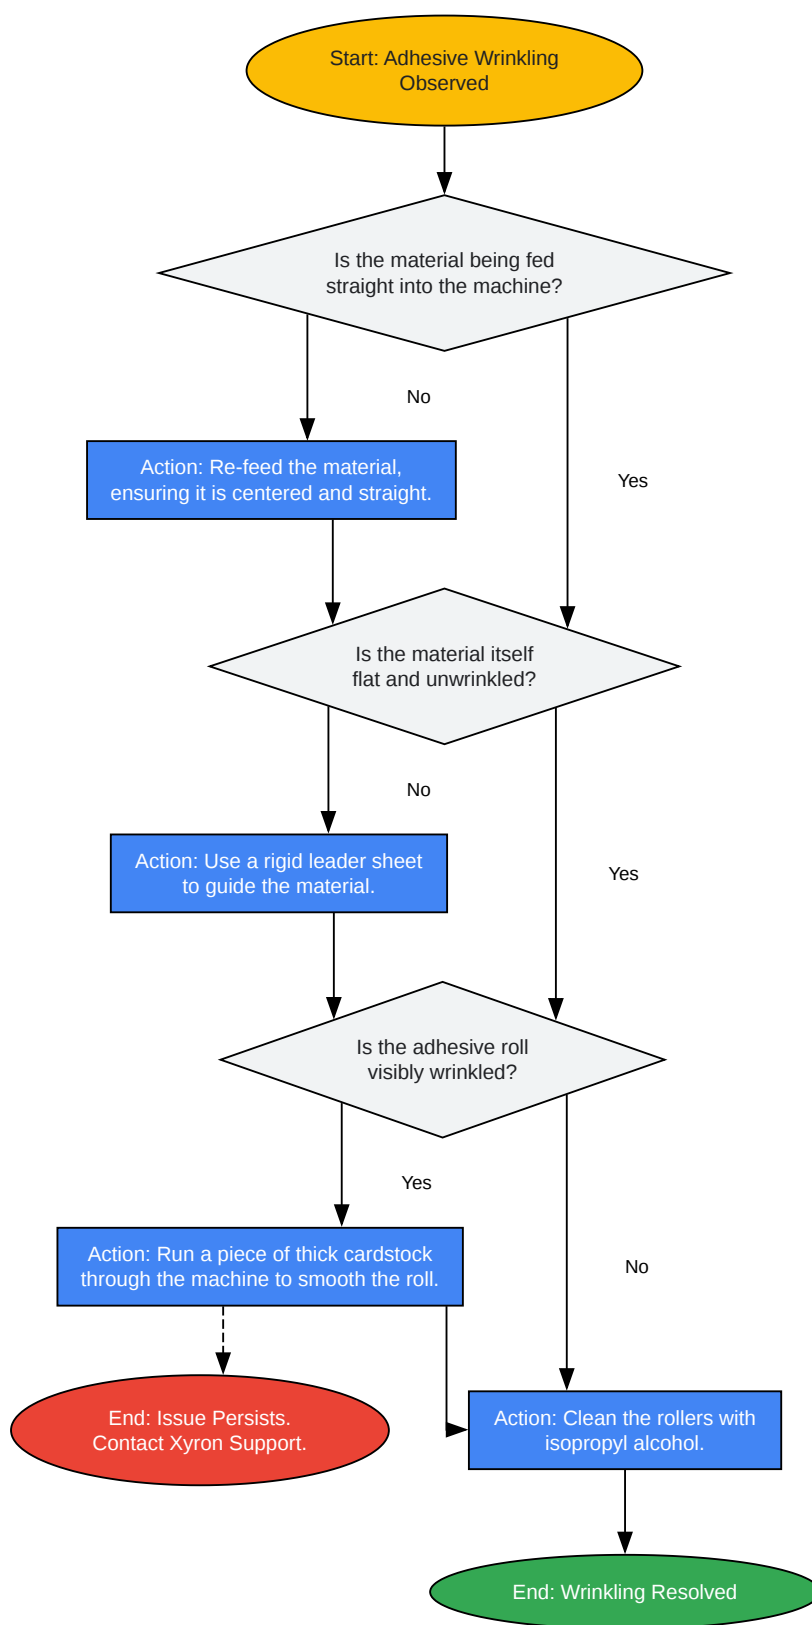 Start: Adhesive Wrinkling
Observed
Is the material being fed
straight into the machine?
No
Action: Re-feed the material,
ensuring it is centered and straight.
Yes
Is the material itself
flat and unwrinkled?
No
Action: Use a rigid leader sheet
to guide the material.
Yes
Is the adhesive roll
visibly wrinkled?
Yes
Action: Run a piece of thick cardstock
through the machine to smooth the roll.
No
End: Issue Persists.
Contact Xyron Support.
Action: Clean the rollers with
isopropyl alcohol.
End: Wrinkling Resolved